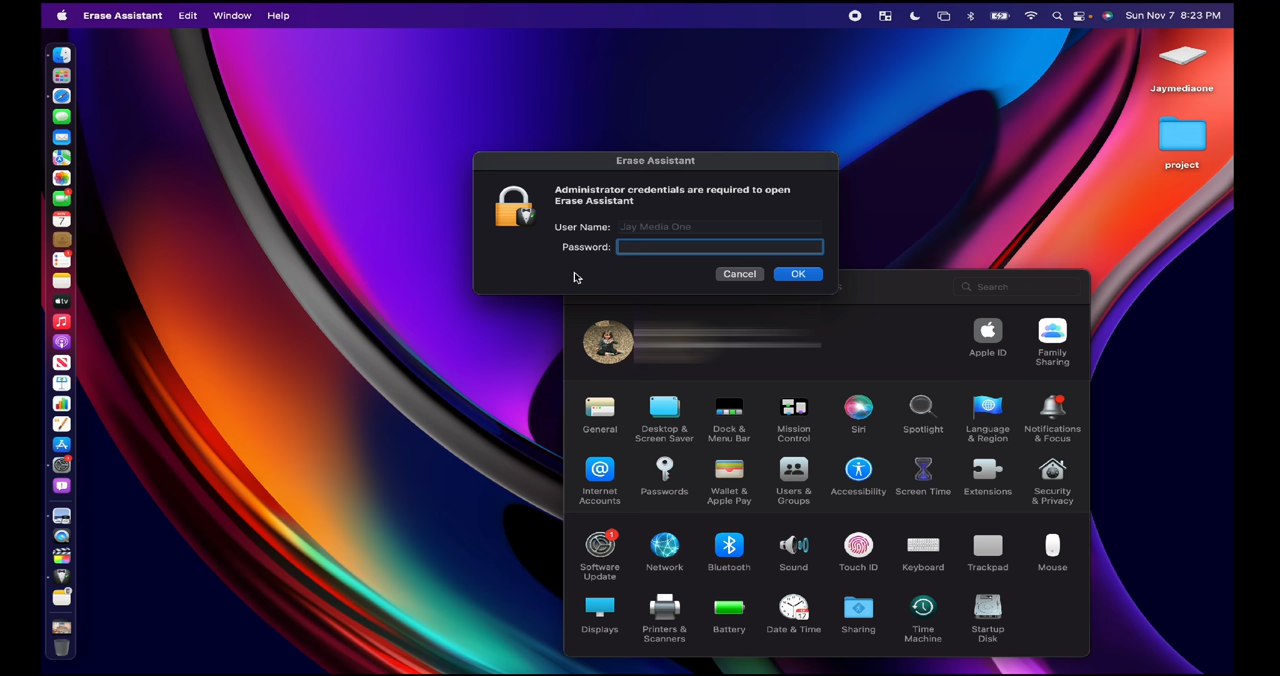 Erase Assistant Edit Window Help Sun Nov 7 8:23 PM
Jaymediaone
project
Erase Assistant
Administrator credentials are required to open
Erase Assistant
User Name: Jay Media One
Password:
Cancel OK
Search
Apple ID Family
Sharing
General Desktop &
Screen Saver Dock &
Menu Bar Mission
Control Siri Spotlight Language
& Region Notifications
& Focus
Internet
Accounts Passwords Wallet &
Apple Pay Users &
Groups Accessibility Screen Time Extensions Security
& Privacy
Software
Update Network Bluetooth Sound Touch ID Keyboard Trackpad Mouse
Displays Printers &
Scanners Battery Date & Time Sharing Time
Machine Startup
Disk